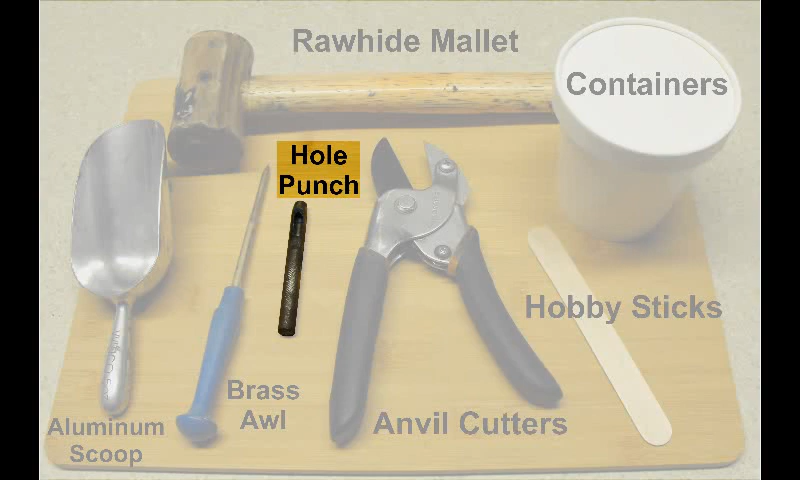 Rawhide Mallet
Containers
Hole
Punch
Hobby Sticks
Brass
Awl
Anvil Cutters
Aluminum
Scoop